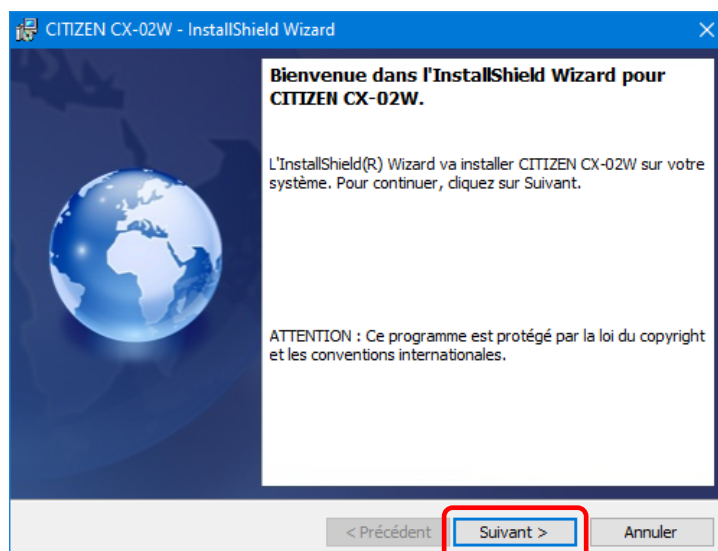 CITIZEN CX-02W - InstallShield Wizard
Bienvenue dans l'InstallShield Wizard pour
CITIZEN CX-02W.
L'InstallShield(R) Wizard va installer CITIZEN CX-02W sur votre
système. Pour continuer, cliquez sur Suivant.
ATTENTION : Ce programme est protégé par la loi du copyright
et les conventions internationales.
< Précédent
Suivant >
Annuler